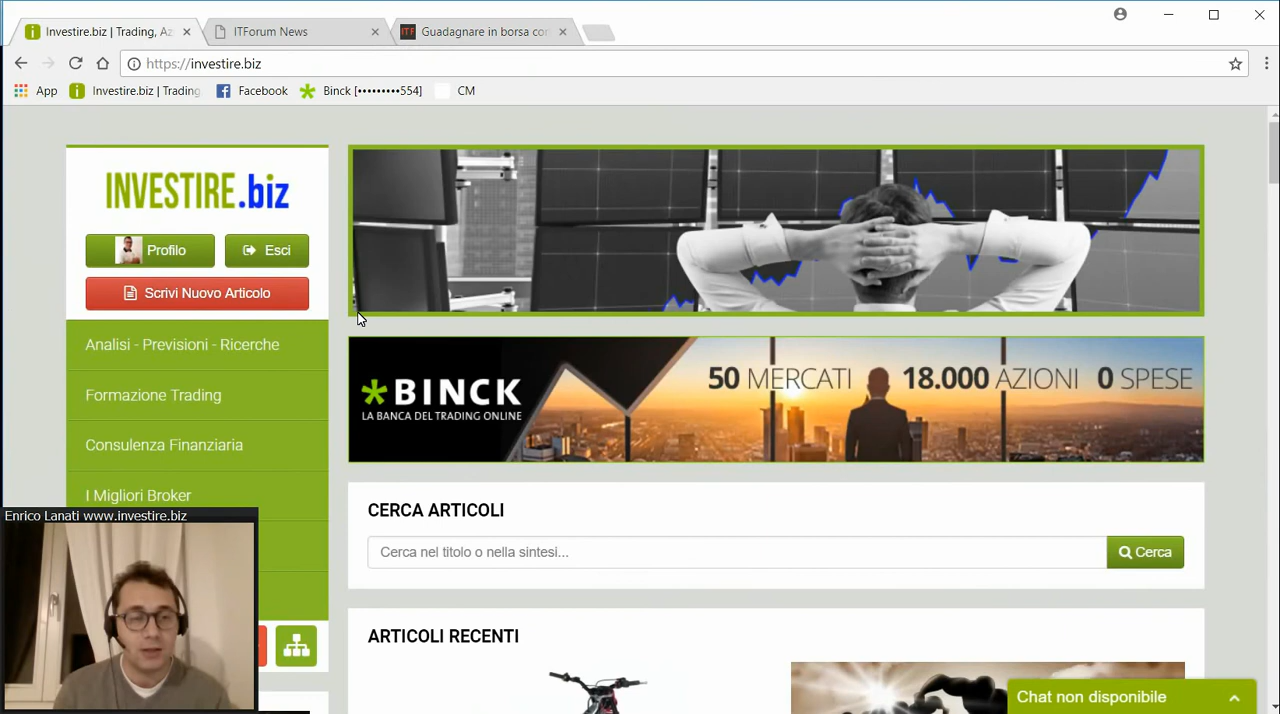 Investire.biz | Trading, Az
ITForum News
ITF Guadagnare in borsa con
https://investire.biz
App
Investire.biz | Trading
Facebook
Binck [•••••••••554]
CM
INVESTIRE.biz
Profilo
Esci
Scrivi Nuovo Articolo
Analisi - Previsioni - Ricerche
Formazione Trading
Consulenza Finanziaria
I Migliori Broker
BINCK
LA BANCA DEL TRADING ONLINE
50 MERCATI 18.000 AZIONI 0 SPESE
CERCA ARTICOLI
Cerca nel titolo o nella sintesi...
Cerca
ARTICOLI RECENTI
Enrico Lanati www.investire.biz
Chat non disponibile